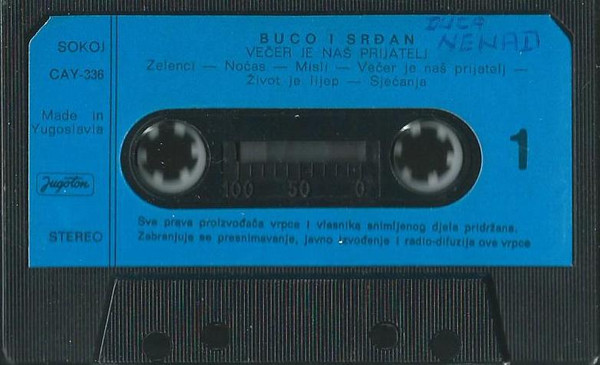 SOKOJ
CAY-336
Made in
Yugoslavia
Jugoton
STEREO
BUCO I SRĐAN
NENAD
VEČER JE NAŠ PRIJATELJ
Zelenci — Noćas — Misli — Večer je naš prijatelj —
Život je lijep — Sjećanja
1
100 50 0
Sva prava proizvođača vrpce i vlasnika snimljenog djela pridržana.
Zabranjuje se presnimavanje, javno izvođenje i radio-difuzija ove vrpce